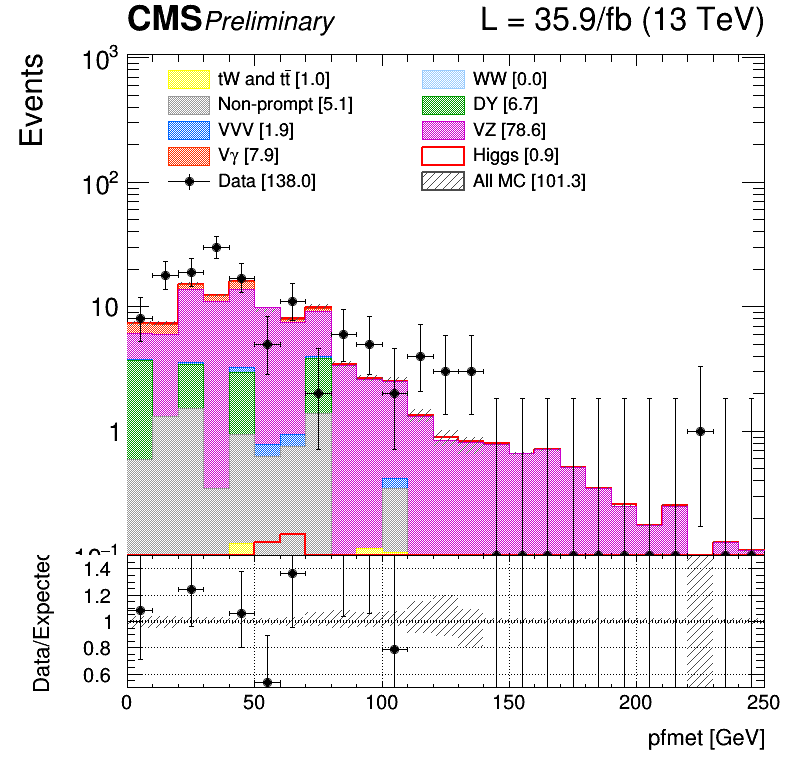 CMS Preliminary L = 35.9/fb (13 TeV)
Events
10³
10²
10
1
10⁻¹
tW and tt̄ [1.0] WW [0.0]
Non-prompt [5.1] DY [6.7]
VVV [1.9] VZ [78.6]
Vγ [7.9] Higgs [0.9]
Data [138.0] All MC [101.3]
Data/Expected
1.4
1.2
1
0.8
0.6
0 50 100 150 200 250
pfmet [GeV]